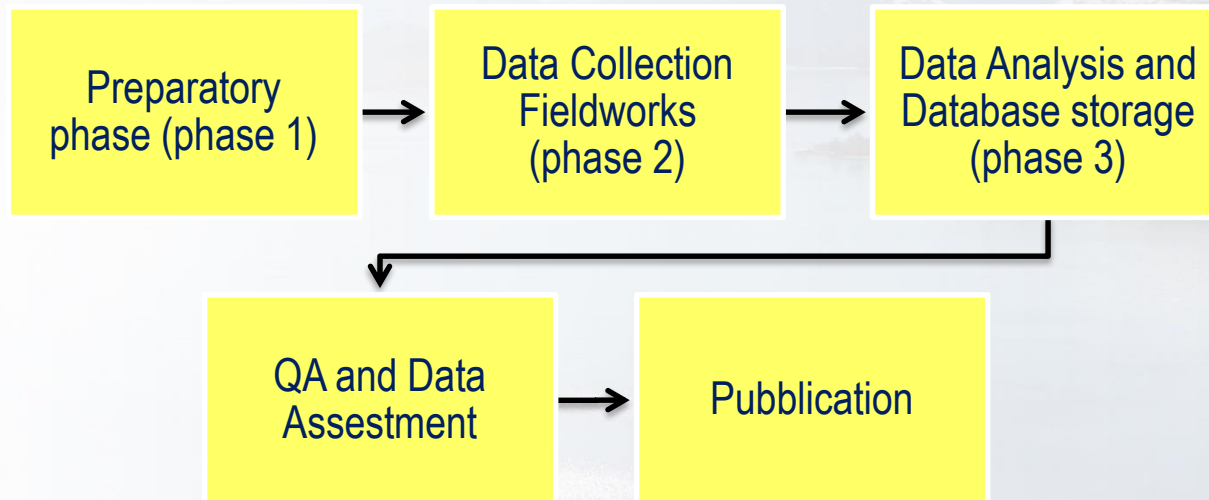 Preparatory
phase (phase 1)
Data Collection
Fieldworks
(phase 2)
Data Analysis and
Database storage
(phase 3)
QA and Data
Assestment
Pubblication